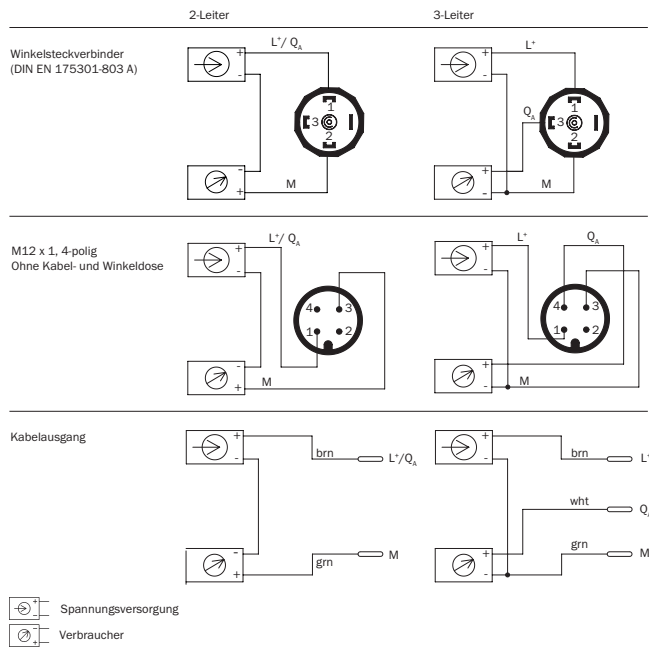 2-Leiter
3-Leiter
Winkelsteckverbinder
(DIN EN 175301-803 A)
L⁺/ Q_A
+
-
1
3
2
-
+
M
L⁺
+
-
1
3
2
Q_A
+
-
M
M12 x 1, 4-polig
Ohne Kabel- und Winkeldose
L⁺/ Q_A
+
-
4
3
1
2
-
+
M
L⁺
Q_A
+
-
4
3
1
2
+
-
M
Kabelausgang
+
-
brn
L⁺/Q_A
-
+
grn
M
+
-
brn
L⁺
wht
Q_A
+
-
grn
M
+
-
Spannungsversorgung
-
+
Verbraucher